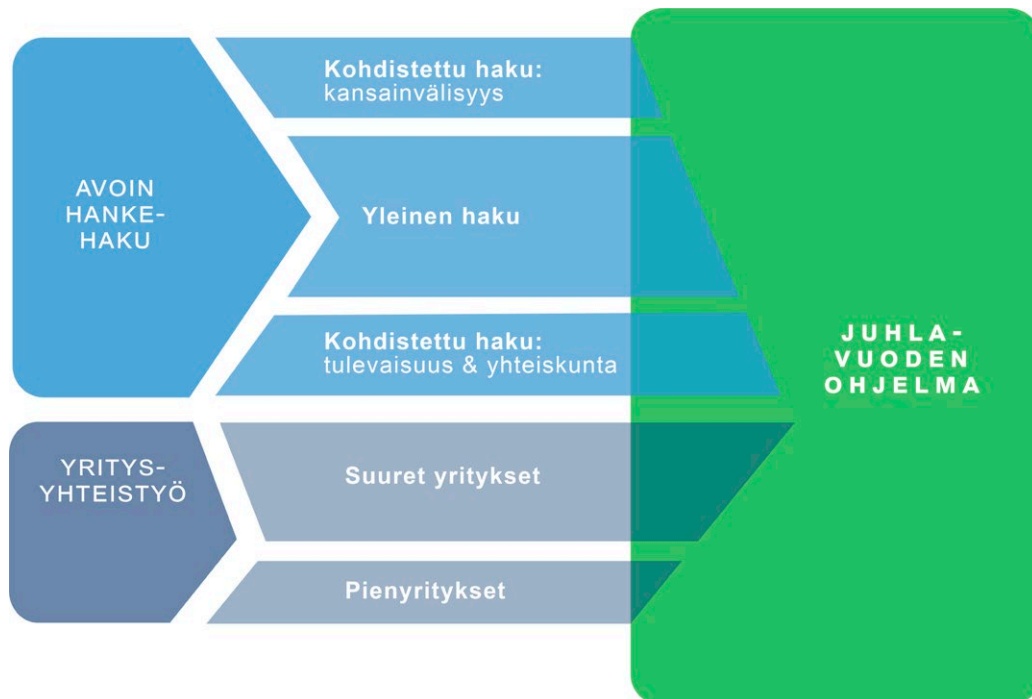 Kohdistettu haku:
kansainvälisyys
AVOIN
HANKE-
HAKU
Yleinen haku
Kohdistettu haku:
tulevaisuus & yhteiskunta
JUHLA-
VUODEN
OHJELMA
YRITYS-
YHTEISTYÖ
Suuret yritykset
Pienyritykset